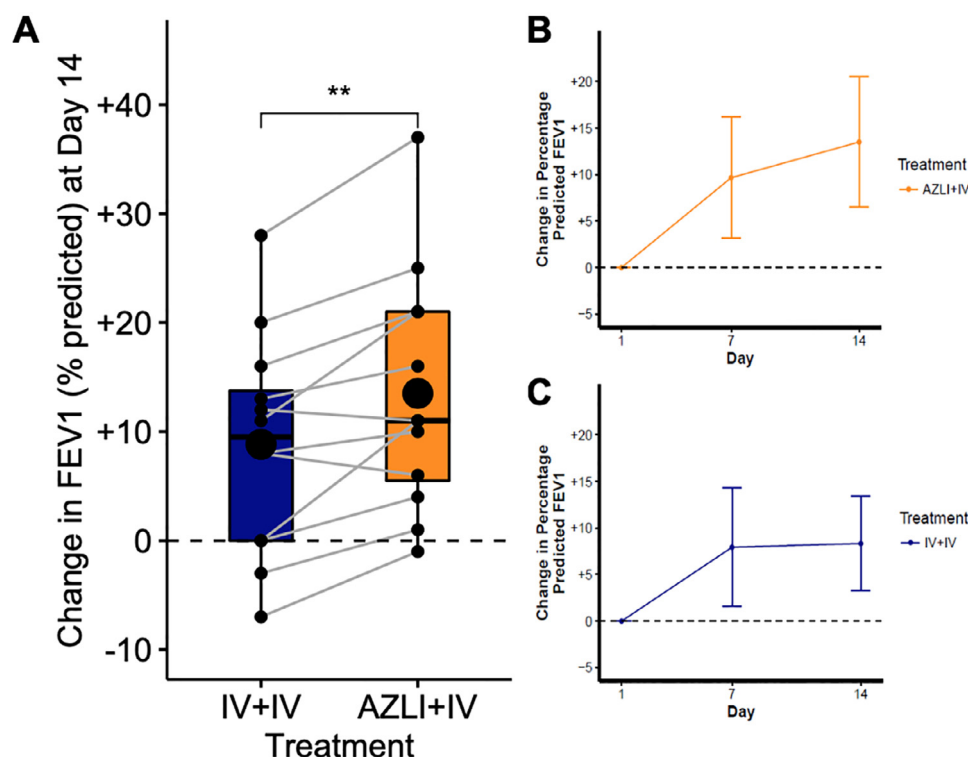 A
Change in FEV1 (% predicted) at Day 14
+40
+30
+20
+10
0
-10
**
IV+IV
AZLI+IV
Treatment
B
Change in Percentage
Predicted FEV1
+20
+15
+10
+5
0
−5
1
7
14
Day
Treatment
AZLI+IV
C
Change in Percentage
Predicted FEV1
+20
+15
+10
+5
0
−5
1
7
14
Day
Treatment
IV+IV